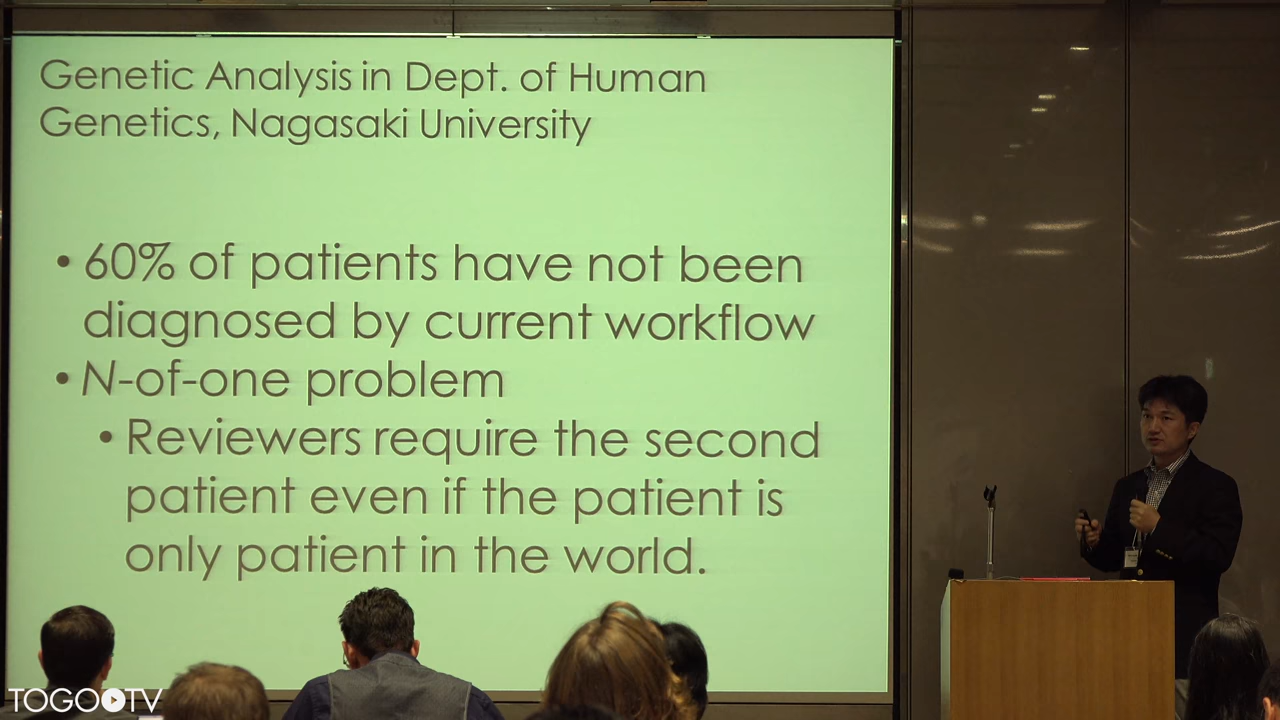 Genetic Analysis in Dept. of Human
Genetics, Nagasaki University
• 60% of patients have not been
diagnosed by current workflow
• N-of-one problem
• Reviewers require the second
patient even if the patient is
only patient in the world.
TOGOTV